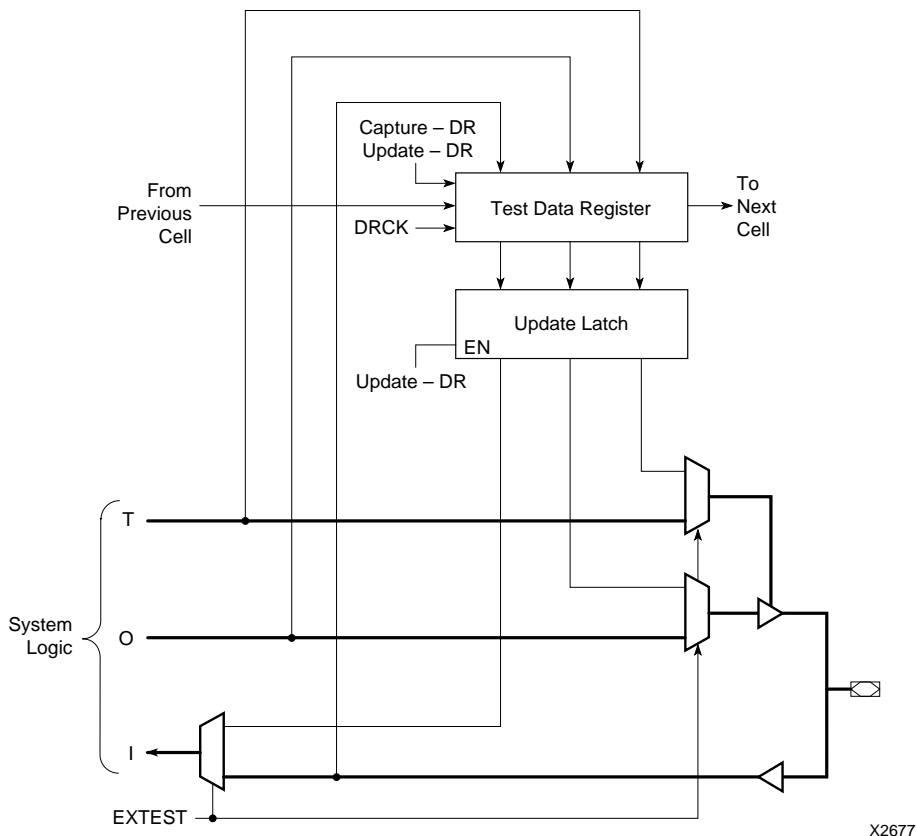 Capture – DR
Update – DR
From
Previous
Cell
DRCK
Test Data Register
To
Next
Cell
Update Latch
EN
Update – DR
T
System
Logic
O
I
EXTEST
X2677